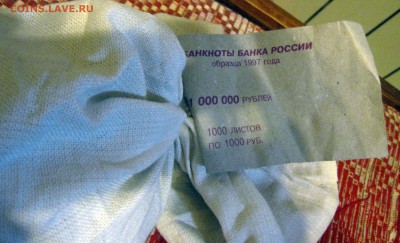 COINS.LAVE.RU
БАНКНОТЫ БАНКА РОССИИ
образца 1997 года
1 000 000 РУБЛЕЙ
1000 ЛИСТОВ
ПО 1000 РУБ.